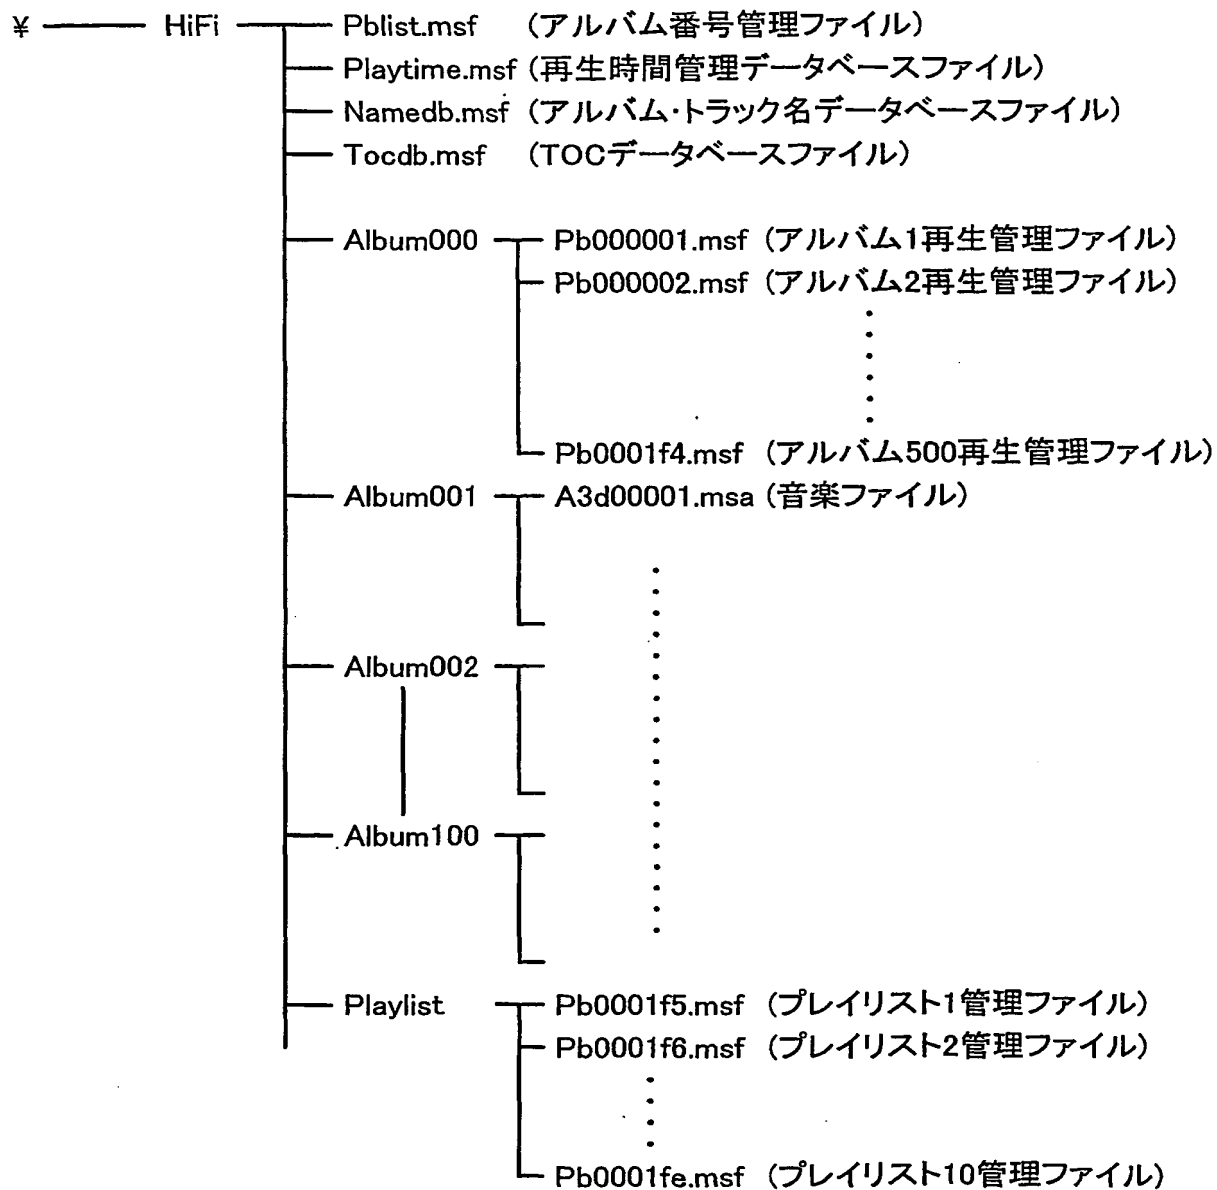 ¥ HiFi Pblist.msf (アルバム番号管理ファイル)
Playtime.msf (再生時間管理データベースファイル)
Namedb.msf (アルバム・トラック名データベースファイル)
Tocdb.msf (TOCデータベースファイル)
Album000 Pb000001.msf (アルバム1再生管理ファイル)
Pb000002.msf (アルバム2再生管理ファイル)
Pb0001f4.msf (アルバム500再生管理ファイル)
Album001 A3d00001.msa (音楽ファイル)
Album002
Album100
Playlist Pb0001f5.msf (プレイリスト1管理ファイル)
Pb0001f6.msf (プレイリスト2管理ファイル)
Pb0001fe.msf (プレイリスト10管理ファイル)